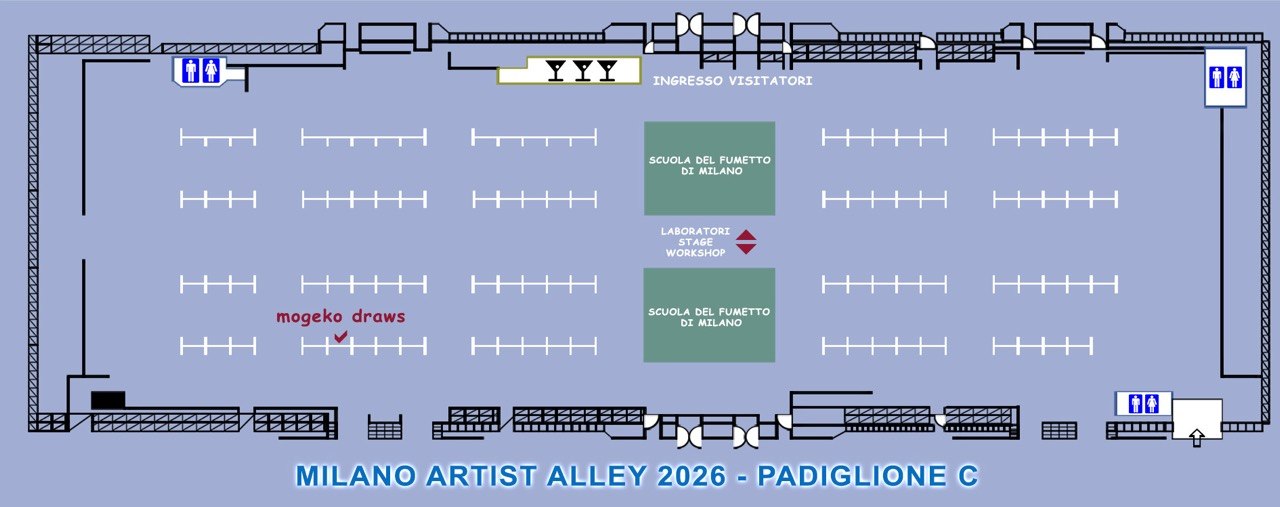 INGRESSO VISITATORI
SCUOLA DEL FUMETTO
DI MILANO
LABORATORI
STAGE
WORKSHOP
SCUOLA DEL FUMETTO
DI MILANO
mogeko draws
MILANO ARTIST ALLEY 2026 - PADIGLIONE C